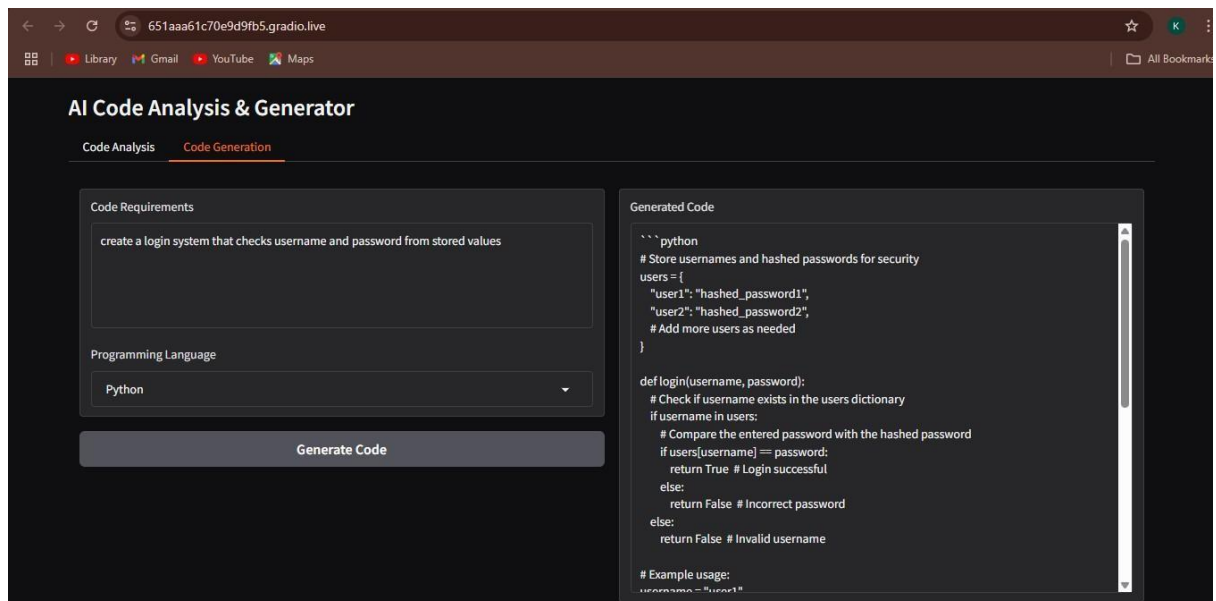 651aaa61c70e9d9fb5.gradio.live
K
Library Gmail YouTube Maps
All Bookmarks
AI Code Analysis & Generator
Code Analysis Code Generation
Code Requirements
create a login system that checks username and password from stored values
Programming Language
Python
Generate Code
Generated Code
```python
# Store usernames and hashed passwords for security
users = {
"user1": "hashed_password1",
"user2": "hashed_password2",
# Add more users as needed
}
def login(username, password):
# Check if username exists in the users dictionary
if username in users:
# Compare the entered password with the hashed password
if users[username] == password:
return True # Login successful
else:
return False # Incorrect password
else:
return False # Invalid username
# Example usage:
username = "user1"